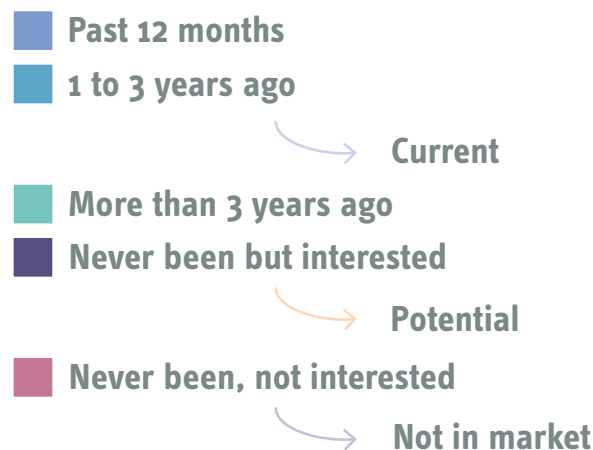 Past 12 months
1 to 3 years ago
Current
More than 3 years ago
Never been but interested
Potential
Never been, not interested
Not in market